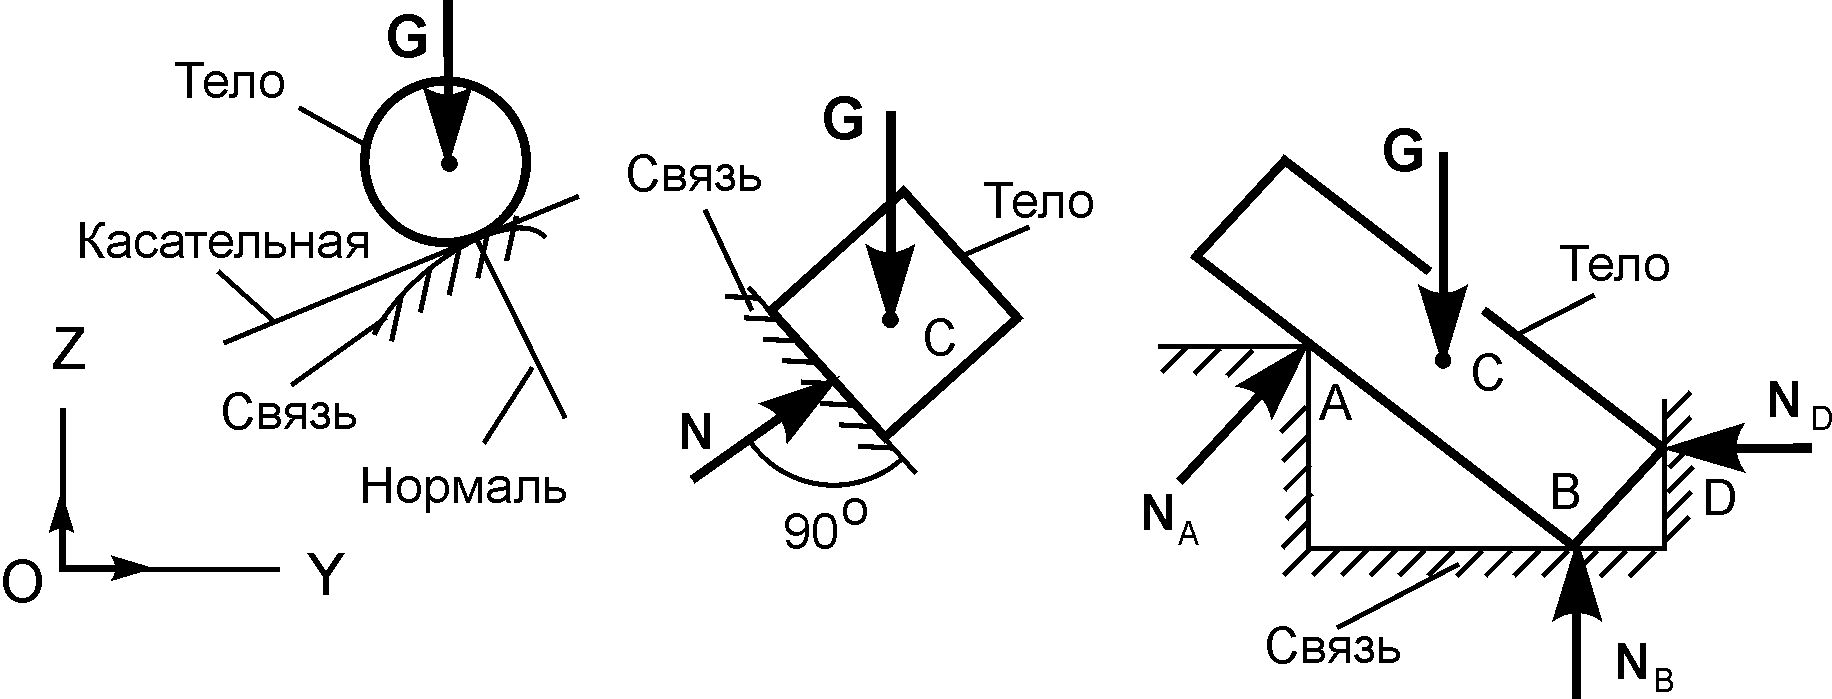 G
Тело
Касательная
Z
Связь
Нормаль
O
Y
G
Связь
Тело
C
N
90°
G
Тело
C
A
N D
B
D
N A
Связь
N B